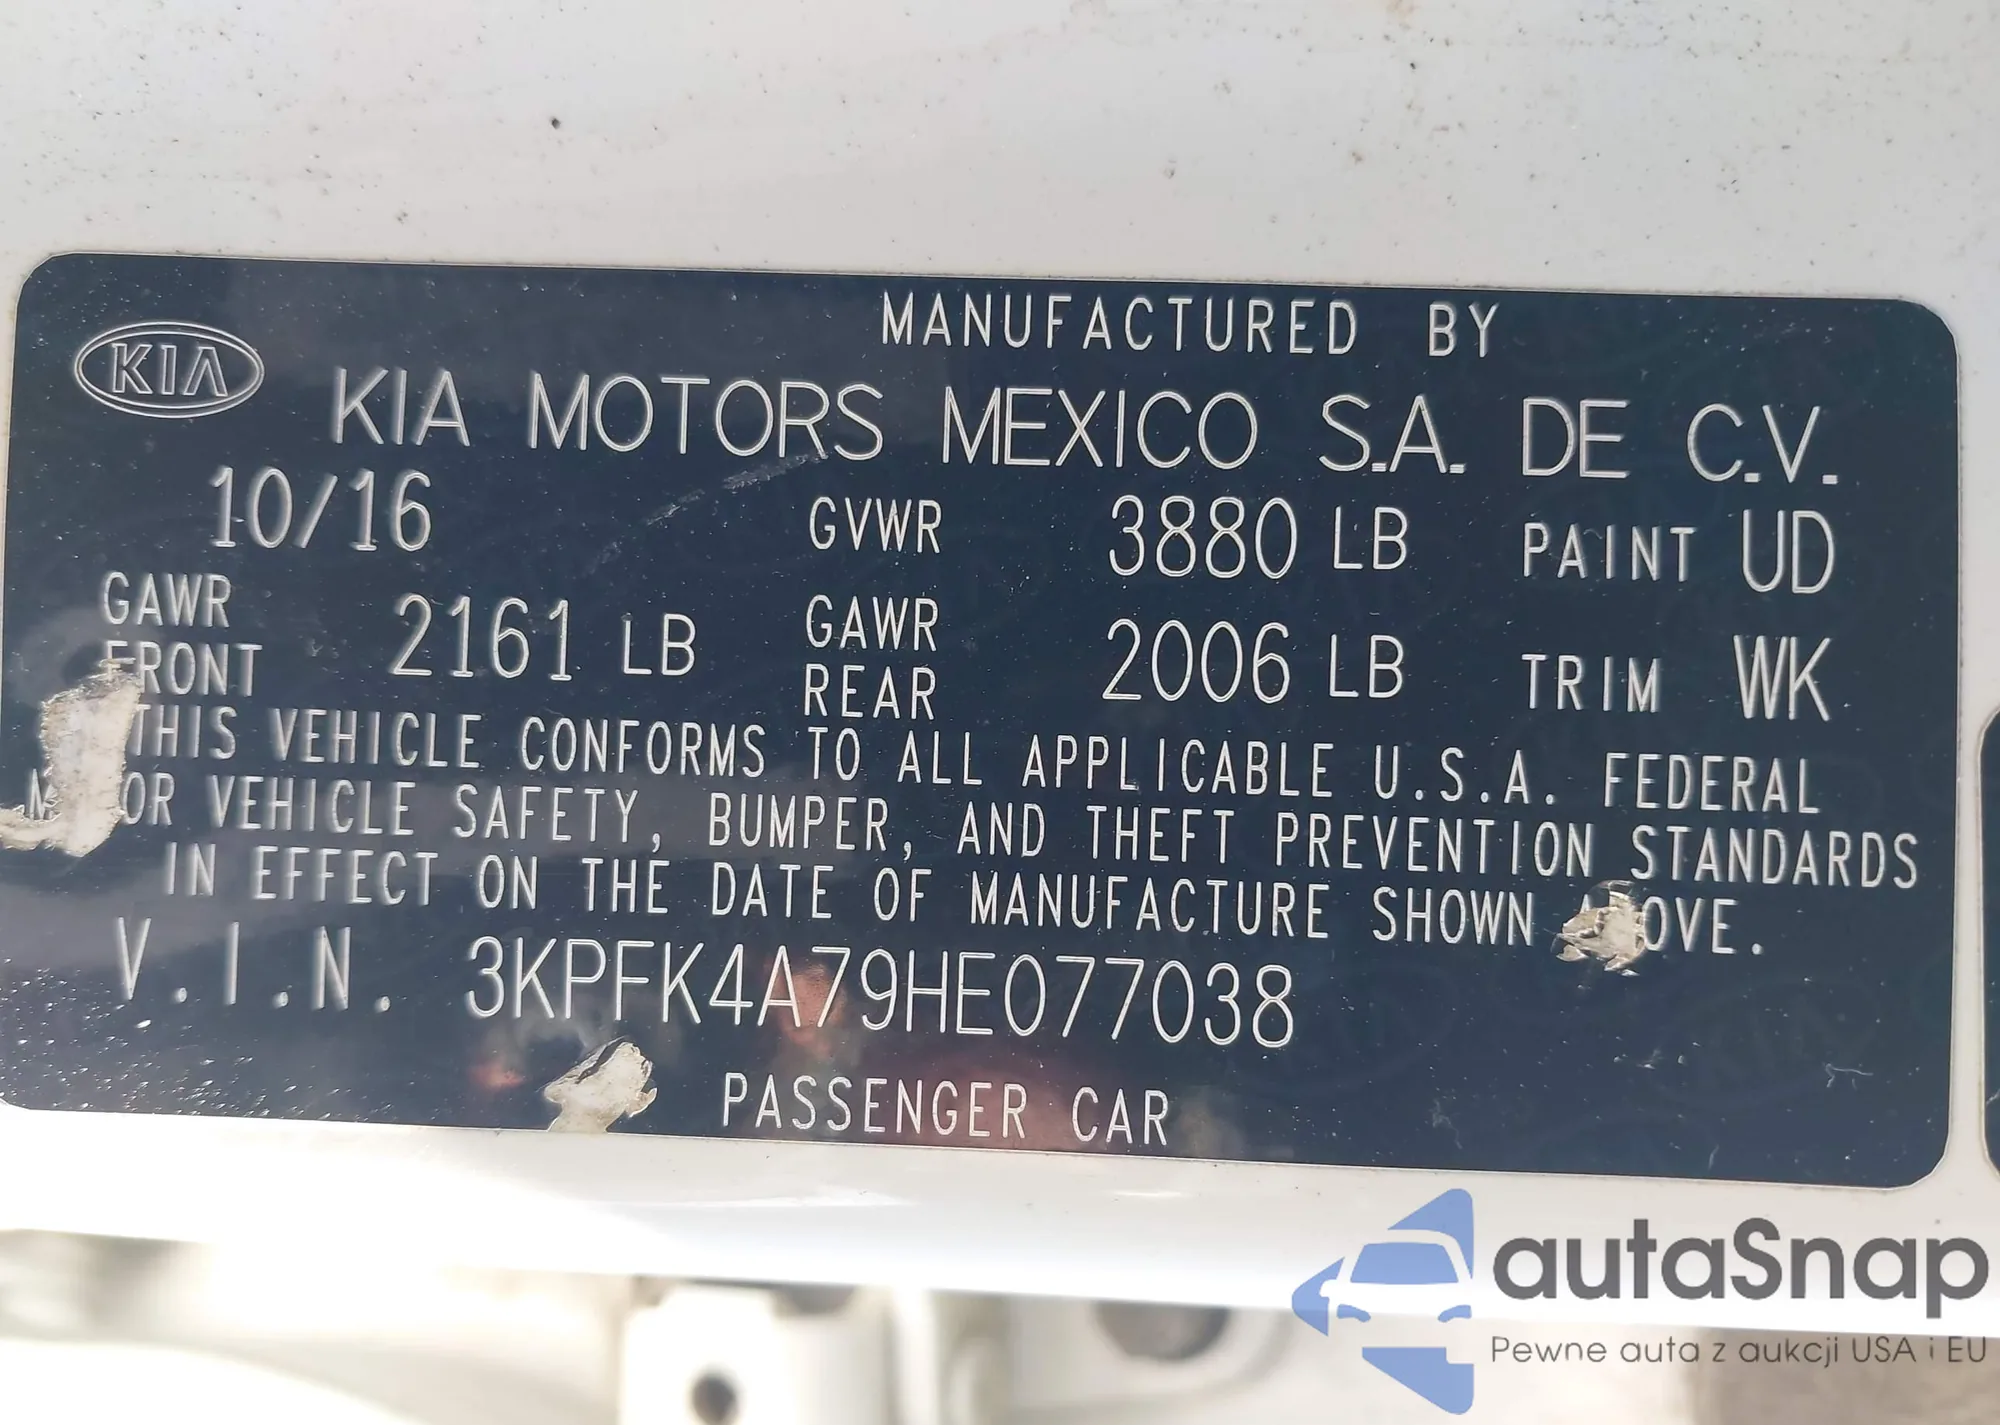 MANUFACTURED BY
KIA KIA MOTORS MEXICO S.A. DE C.V.
10/16 GVWR 3880 LB PAINT UD
GAWR FRONT 2161 LB GAWR REAR 2006 LB TRIM WK
THIS VEHICLE CONFORMS TO ALL APPLICABLE U.S.A. FEDERAL
OR VEHICLE SAFETY, BUMPER, AND THEFT PREVENTION STANDARDS
IN EFFECT ON THE DATE OF MANUFACTURE SHOWN OVE.
V.I.N. 3KPFK4A79HE077038
PASSENGER CAR
autaSnap
Pewne auta z aukcji USA i EU